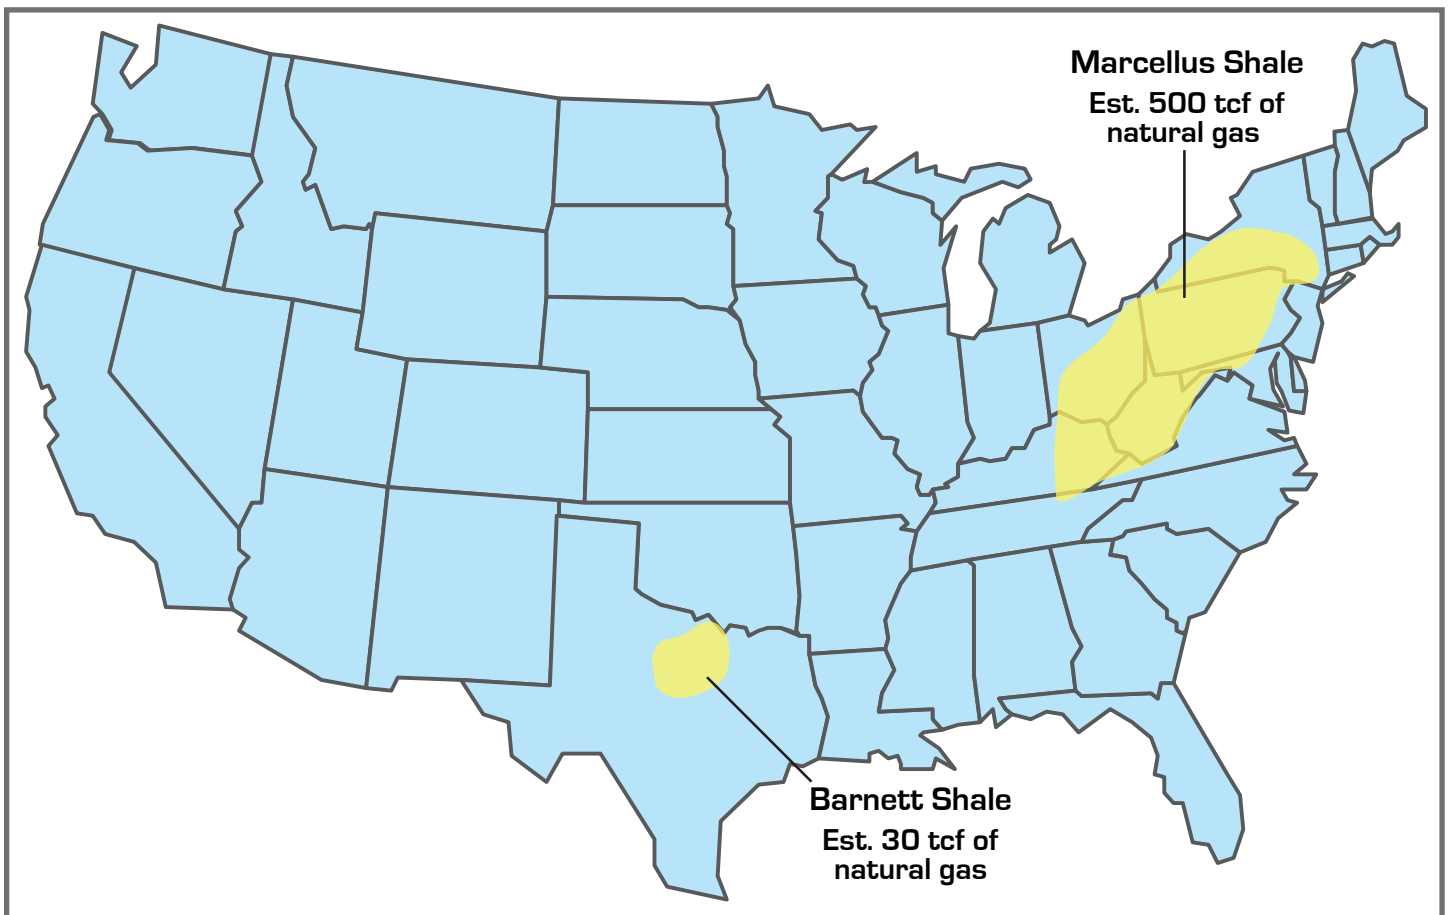 Marcellus Shale
Est. 500 tcf of
natural gas
Barnett Shale
Est. 30 tcf of
natural gas